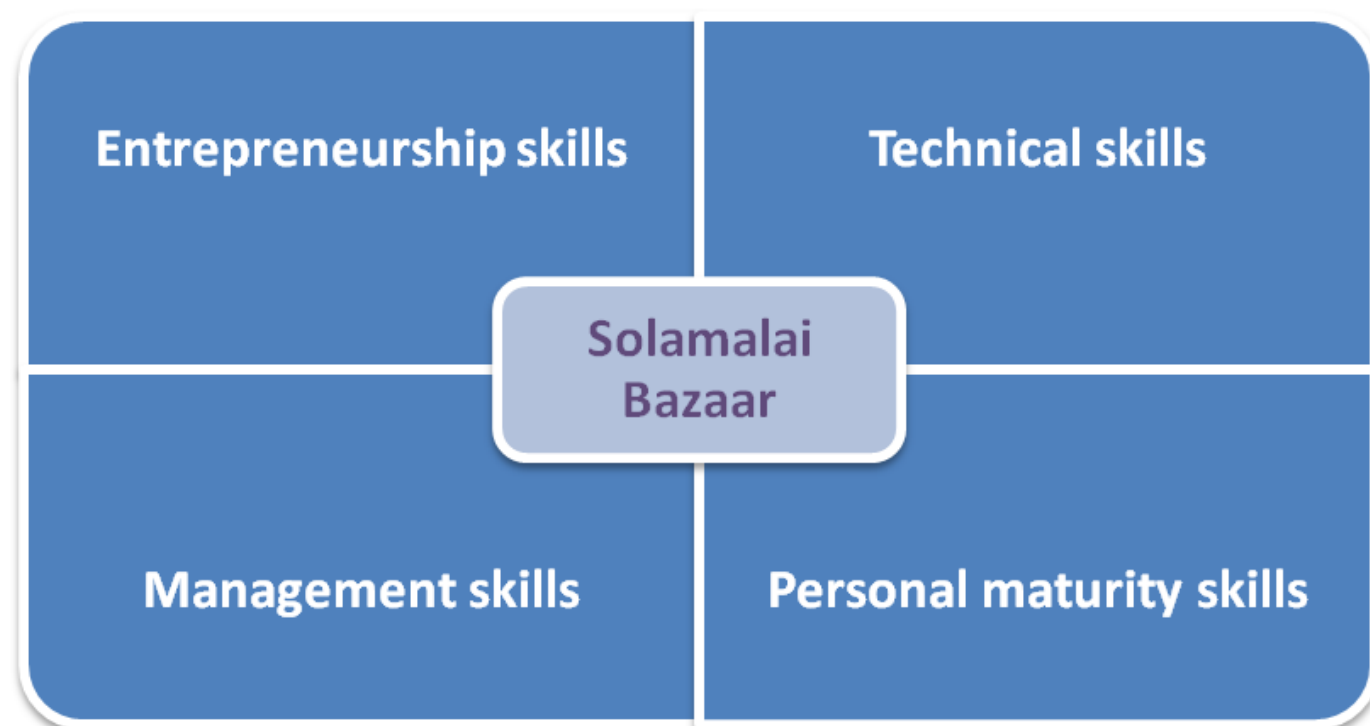 Entrepreneurship skills
Technical skills
Solamalai
Bazaar
Management skills
Personal maturity skills